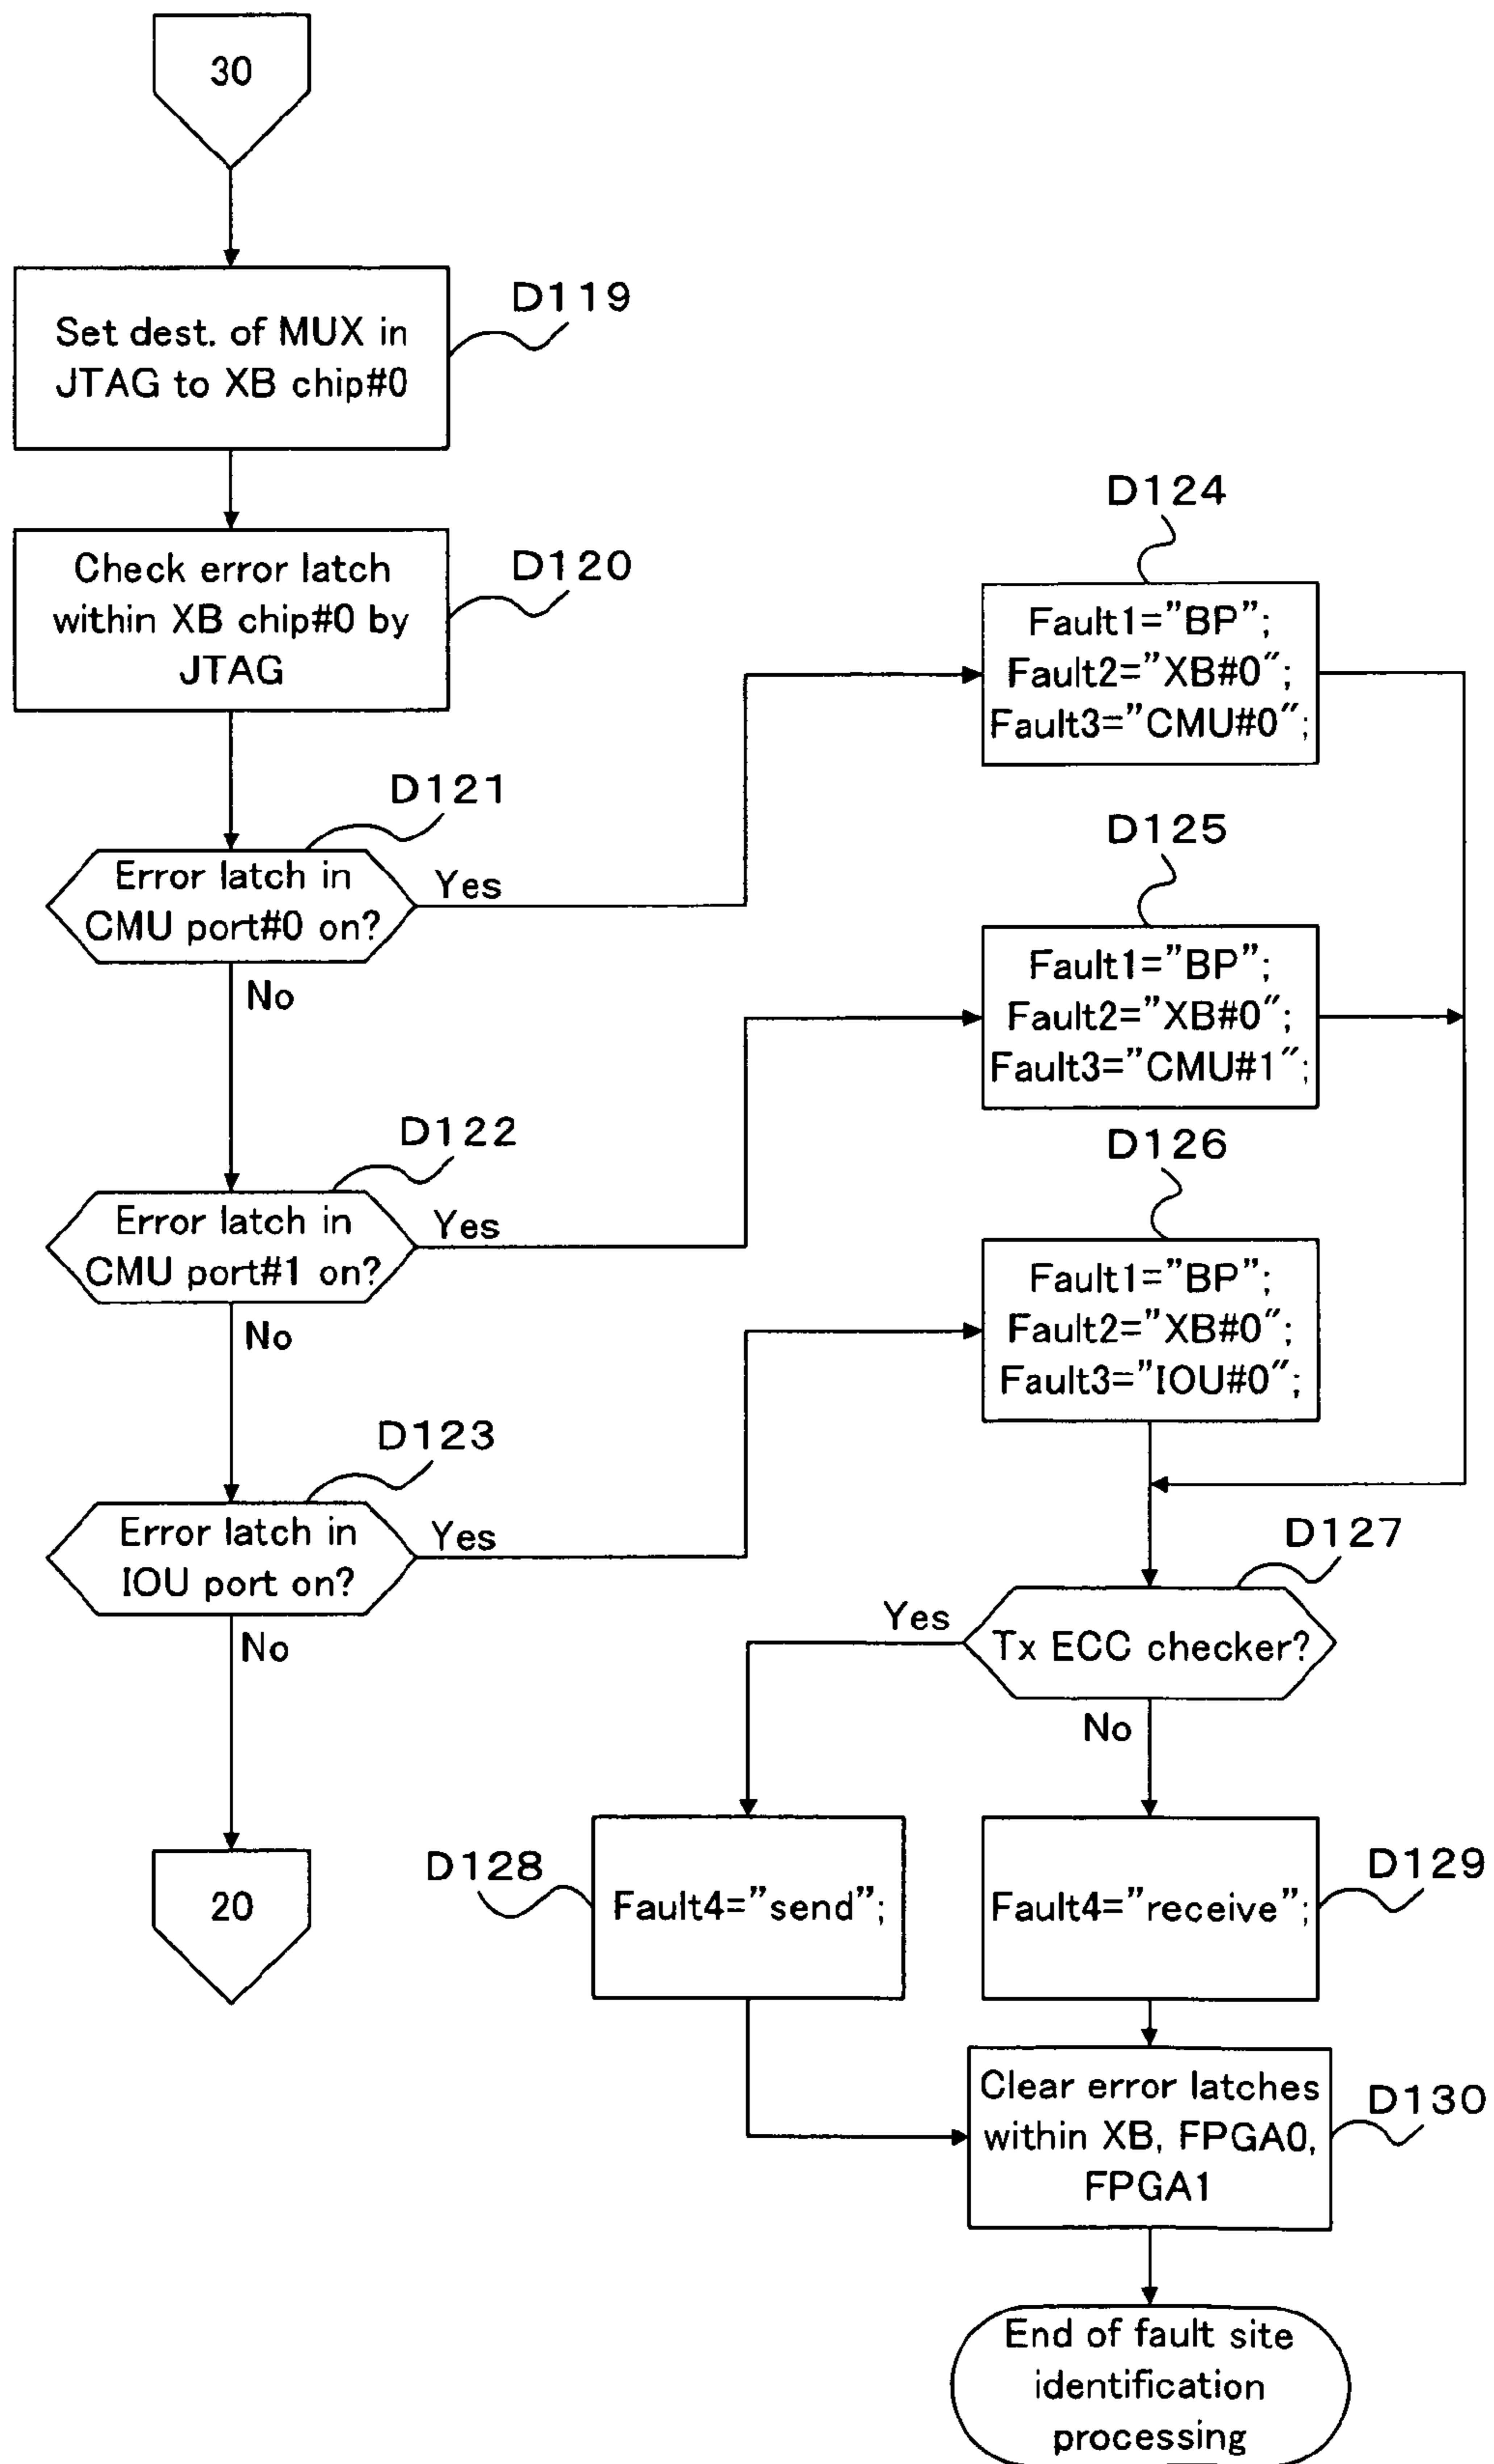 30
D119
Set dest. of MUX in
JTAG to XB chip#0
D120
Check error latch
within XB chip#0 by
JTAG
D121
Error latch in
CMU port#0 on?
Yes
No
D122
Error latch in
CMU port#1 on?
Yes
No
D123
Error latch in
IOU port on?
Yes
No
20
D124
Fault1="BP";
Fault2="XB#0";
Fault3="CMU#0";
D125
Fault1="BP";
Fault2="XB#0";
Fault3="CMU#1";
D126
Fault1="BP";
Fault2="XB#0";
Fault3="IOU#0";
D127
Tx ECC checker?
Yes
No
D128
Fault4="send";
D129
Fault4="receive";
D130
Clear error latches
within XB, FPGA0,
FPGA1
End of fault site
identification
processing